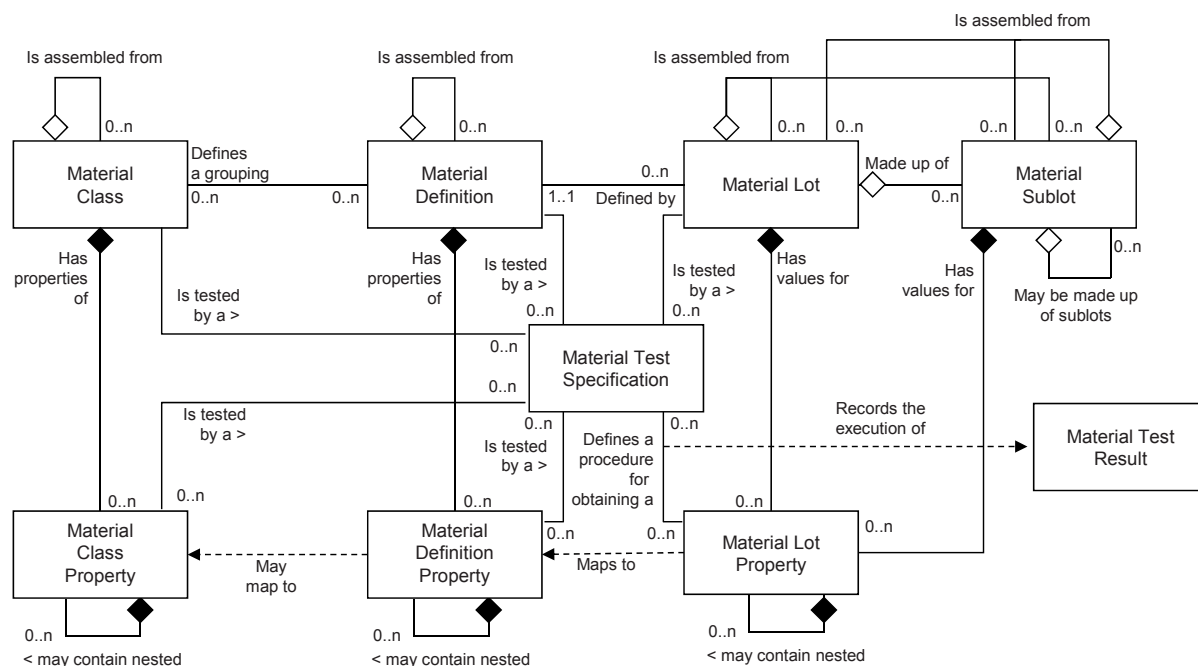 Is assembled from
Is assembled from
Is assembled from
Is assembled from
0..n
0..n
0..n
0..n
0..n
0..n
Material
Class
Defines
a grouping
0..n
0..n
Material
Definition
1..1
0..n
Defined by
Material Lot
Made up of
0..n
Material
Sublot
0..n
May be made up
of sublots
Has
properties
of
Is tested
by a >
0..n
Has
properties
of
Is tested
by a >
0..n
Is tested
by a >
0..n
Has
values for
Has
values for
Material Test
Specification
Is tested
by a >
0..n
0..n
Is tested
by a >
0..n
Defines a
procedure
for
obtaining a
Records the
execution of
Material Test
Result
0..n
0..n
0..n
0..n
0..n
0..n
0..n
Material
Class
Property
May
map to
Material
Definition
Property
Maps to
Material Lot
Property
0..n
< may contain nested
0..n
< may contain nested
0..n
< may contain nested